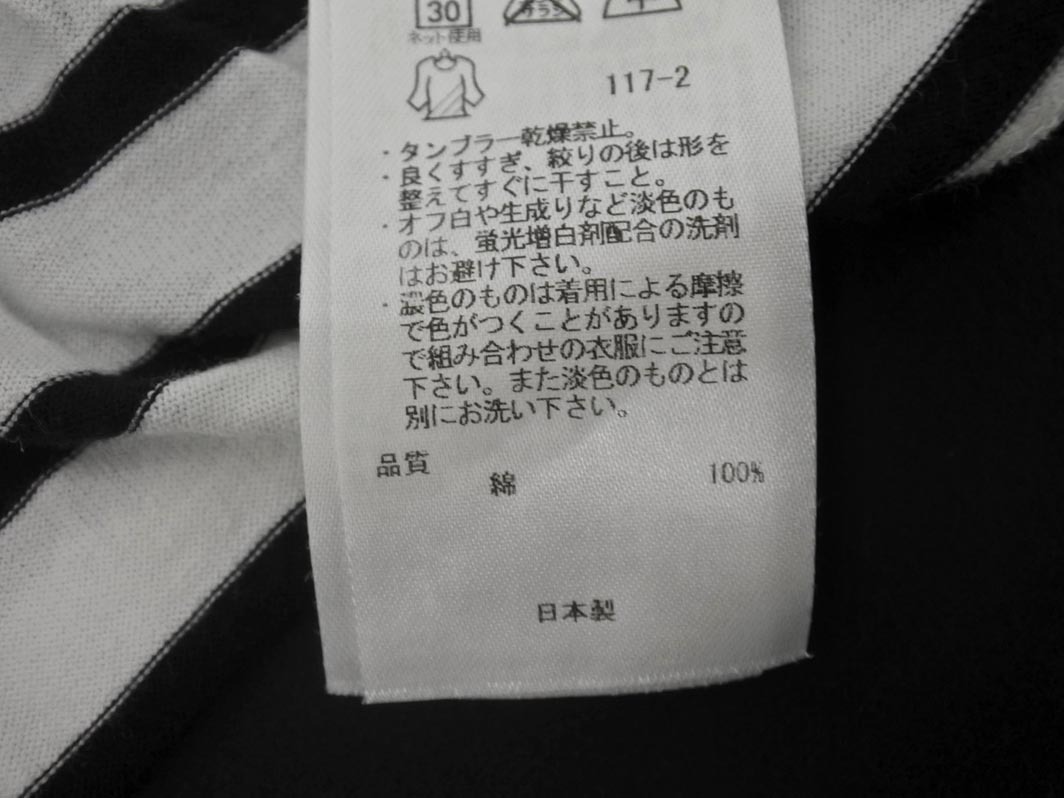 30
ネット使用
117-2
・タンブラー乾燥禁止。
・良くすすぎ、絞りの後は形を
整えてすぐに干すこと。
・オフ白や生成りなど淡色のも
のは、蛍光増白剤配合の洗剤
はお避け下さい。
・濃色のものは着用による摩擦
で色がつくことがありますの
で組み合わせの衣服にご注意
下さい。また淡色のものとは
別にお洗い下さい。
品質
綿 100%
日本製